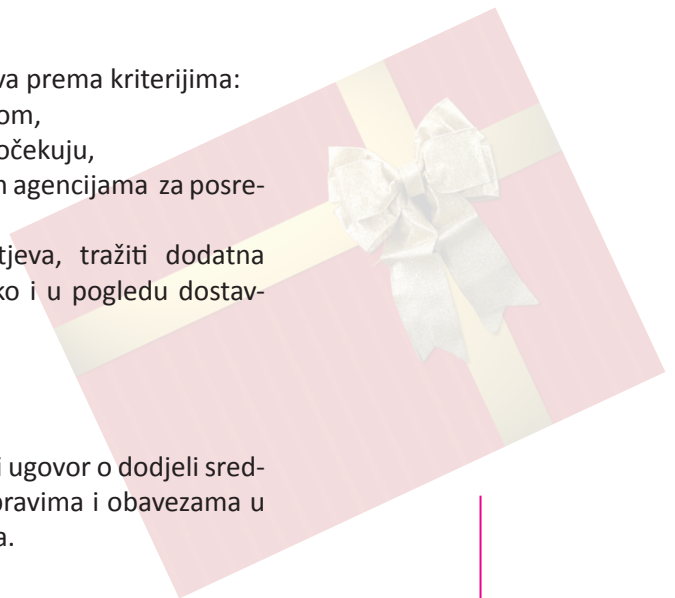 va prema kriterijima:
om,
očekuju,
m agencijama za posre-
tjeva, tražiti dodatna
ko i u pogledu dostav-
i ugovor o dodjeli sred-
pravima i obavezama u
a.